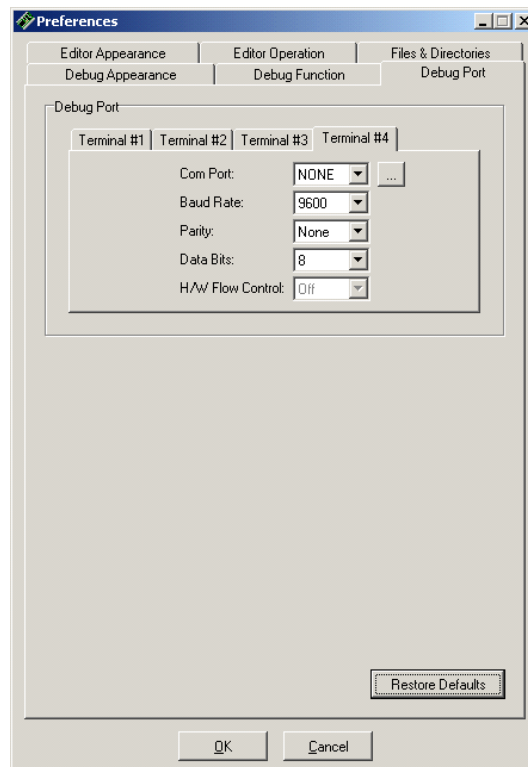 Preferences
Editor Appearance Editor Operation Files & Directories
Debug Appearance Debug Function Debug Port
Debug Port
Terminal #1 Terminal #2 Terminal #3 Terminal #4
Com Port: NONE ...
Baud Rate: 9600
Parity: None
Data Bits: 8
H/W Flow Control: Off
Restore Defaults
OK Cancel